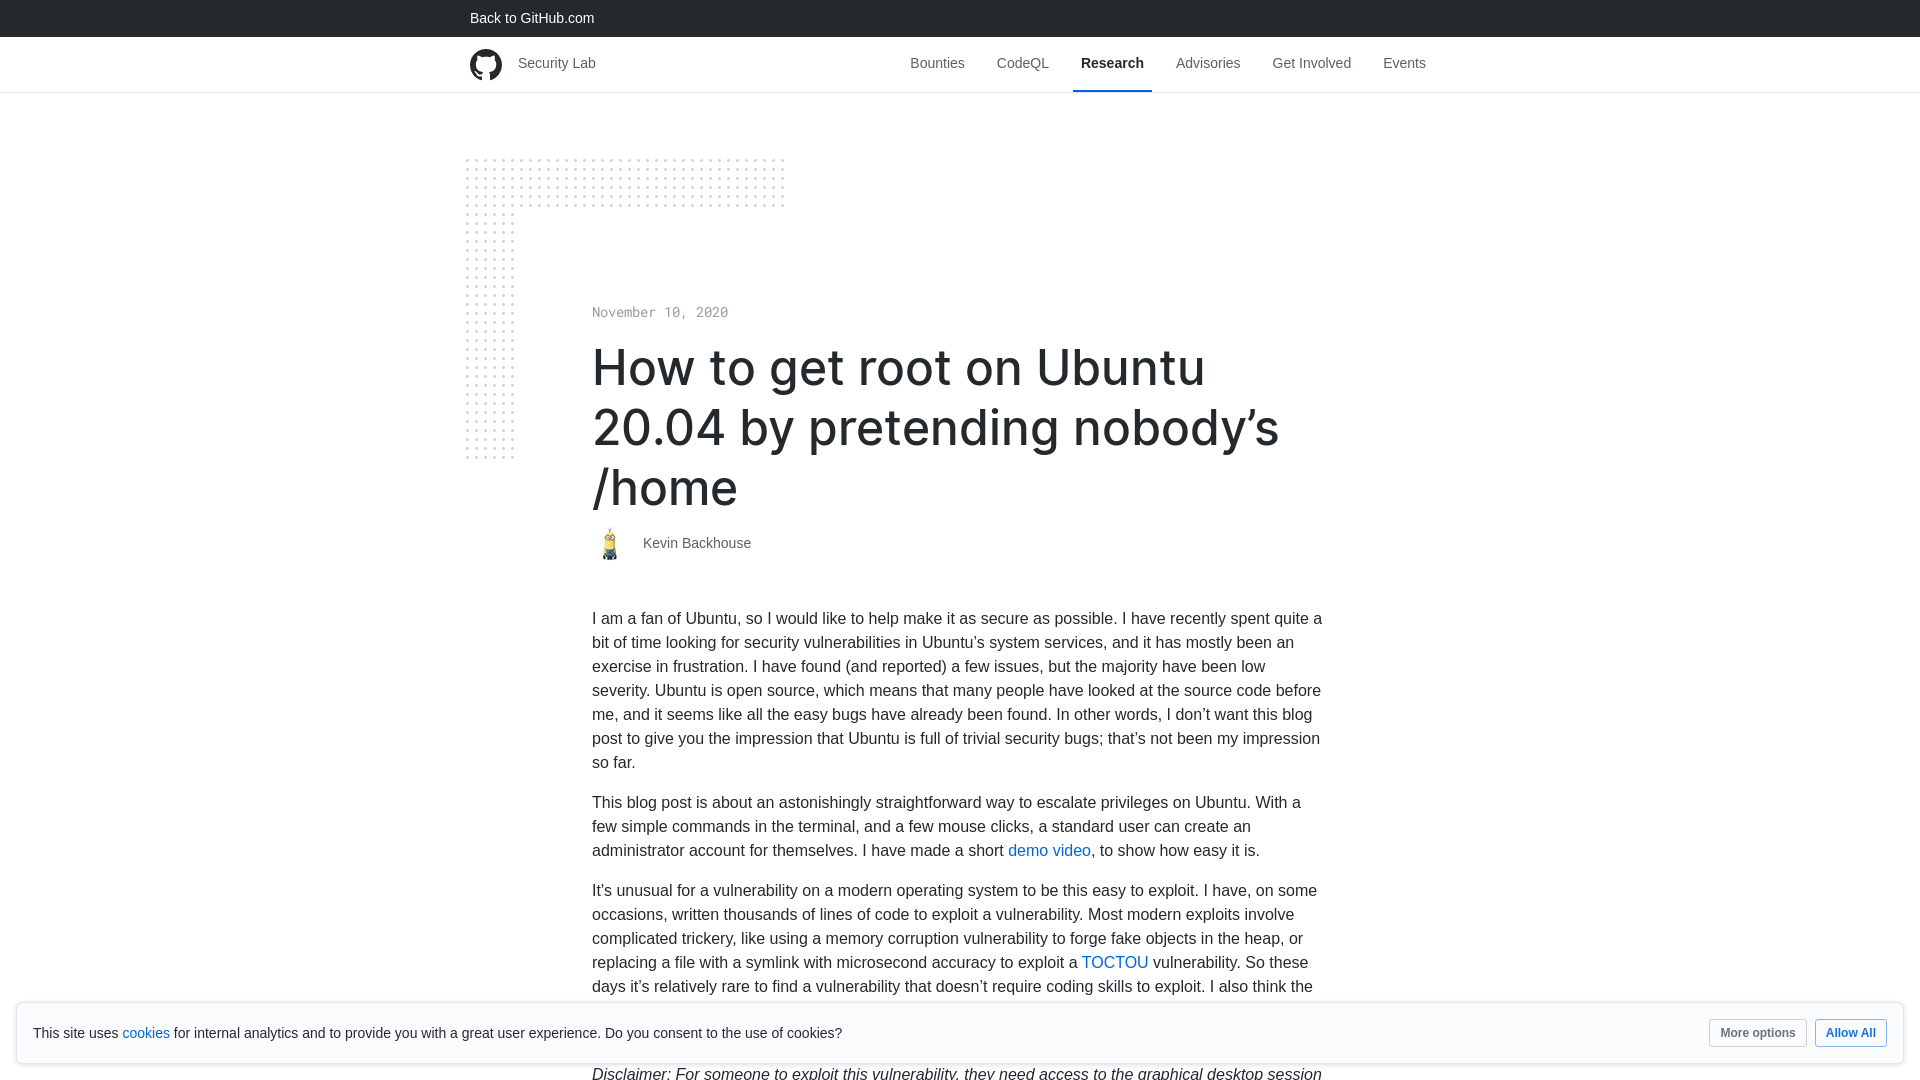 Back to GitHub.com
Security Lab
Bounties
CodeQL
Research
Advisories
Get Involved
Events
November 10, 2020
How to get root on Ubuntu
20.04 by pretending nobody’s
/home
Kevin Backhouse
I am a fan of Ubuntu, so I would like to help make it as secure as possible. I have recently spent quite a
bit of time looking for security vulnerabilities in Ubuntu’s system services, and it has mostly been an
exercise in frustration. I have found (and reported) a few issues, but the majority have been low
severity. Ubuntu is open source, which means that many people have looked at the source code before
me, and it seems like all the easy bugs have already been found. In other words, I don’t want this blog
post to give you the impression that Ubuntu is full of trivial security bugs; that’s not been my impression
so far.
This blog post is about an astonishingly straightforward way to escalate privileges on Ubuntu. With a
few simple commands in the terminal, and a few mouse clicks, a standard user can create an
administrator account for themselves. I have made a short demo video, to show how easy it is.
It's unusual for a vulnerability on a modern operating system to be this easy to exploit. I have, on some
occasions, written thousands of lines of code to exploit a vulnerability. Most modern exploits involve
complicated trickery, like using a memory corruption vulnerability to forge fake objects in the heap, or
replacing a file with a symlink with microsecond accuracy to exploit a TOCTOU vulnerability. So these
days it’s relatively rare to find a vulnerability that doesn’t require coding skills to exploit. I also think the
This site uses cookies for internal analytics and to provide you with a great user experience. Do you consent to the use of cookies?
More options
Allow All
Disclaimer: For someone to exploit this vulnerability, they need access to the graphical desktop session